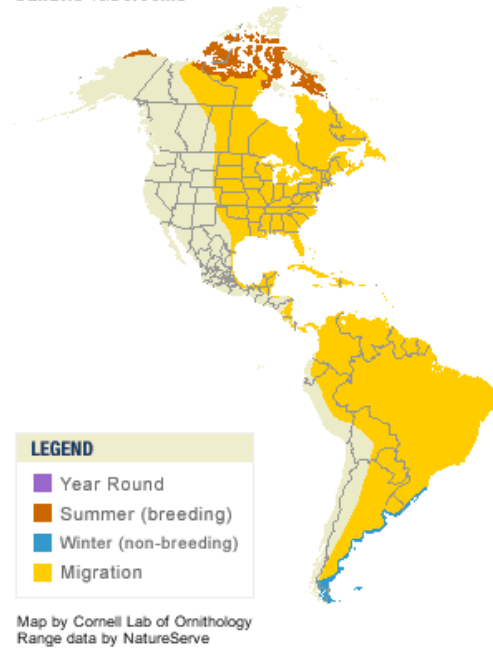 LEGEND
Year Round
Summer (breeding)
Winter (non-breeding)
Migration
Map by Cornell Lab of Ornithology
Range data by NatureServe